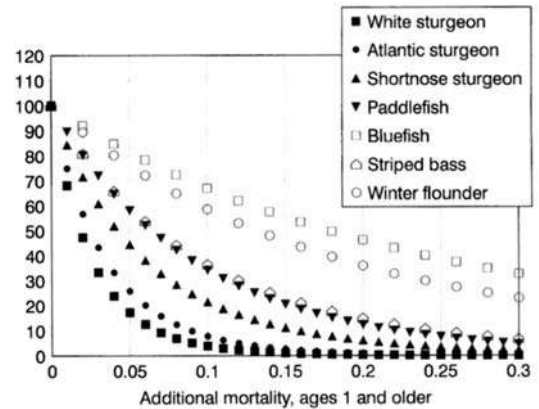 White sturgeon
Atlantic sturgeon
Shortnose sturgeon
Paddlefish
Bluefish
Striped bass
Winter flounder
120
110
100
90
80
70
60
50
40
30
20
10
0
0 0.05 0.1 0.15 0.2 0.25 0.3
Additional mortality, ages 1 and older